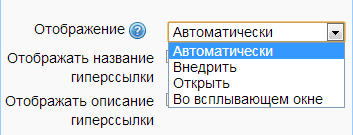 Отображение ? Автоматически
Автоматически
Отображать название гиперссылки
Внедрить
Открыть
Отображать описание гиперссылки
Во всплывающем окне